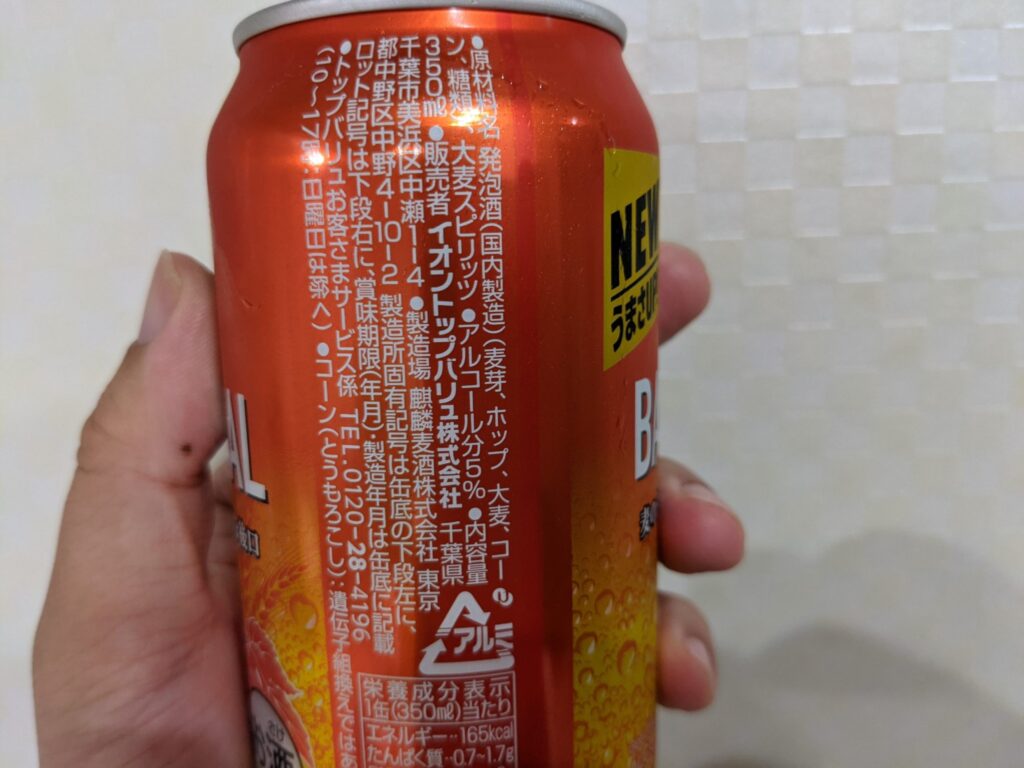 ●原材料名 発泡酒(国内製造)(麦芽、ホップ、大麦、コー
ン、糖類)、大麦スピリッツ ●アルコール分5% ●内容量
350㎖ ●販売者 イオントップバリュ株式会社 千葉県
千葉市美浜区中瀬1-4 ●製造場 麒麟麦酒株式会社 東京
都中野区中野4-10-2 製造所固有記号は缶底の下段左に、
ロット記号は下段右に、賞味期限(年月)・製造年月は缶底に記載
●トップバリュお客さまサービス係 TEL.0120-28-4196
(10~17時・日曜日は除く) ●コーン(とうもろこし):遺伝子組換えではあ
アルミ
栄養成分表示
1缶(350㎖)当たり
エネルギー‥165kcal
たんぱく質‥0.7~1.7g
NEW
うまさUP
BA
麦の
AL
お酒
さけ